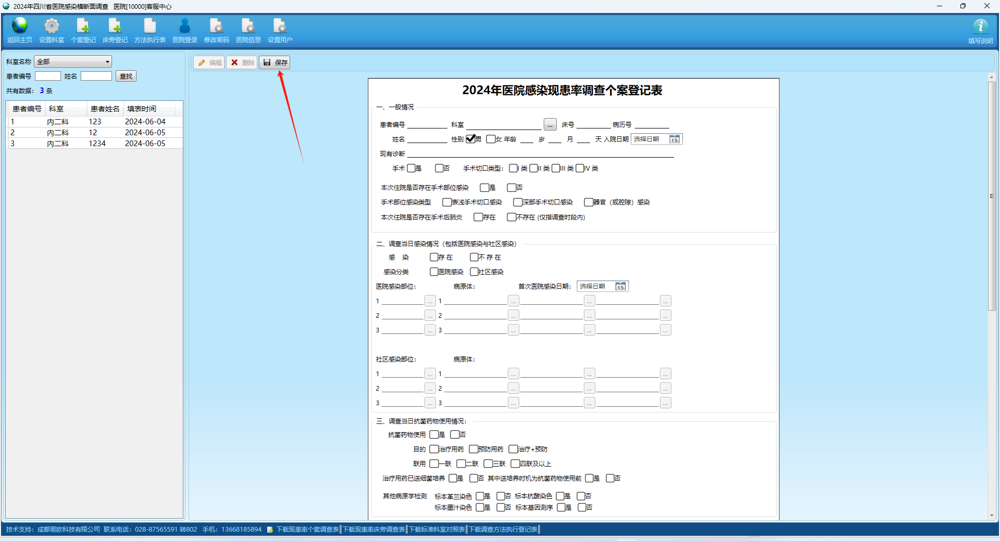 2024年四川省医院感染横断面调查 医院[10000]客服中心
返回主页 设置科室 个案登记 床旁登记 方法执行表 医院登录 修改密码 医院信息 设置用户 填写说明
科室名称 全部
患者编号 姓名 查找
共有数据: 3 条
患者编号 科室 患者姓名 填表时间
1 内二科 123 2024-06-04
2 内二科 12 2024-06-05
3 内二科 1234 2024-06-05
编辑 删除 保存
2024年医院感染现患率调查个案登记表
一、一般情况
患者编号 科室 ... 床号 病历号
姓名 性别 男 女 年龄 岁 月 天 入院日期 选择日期 15
现有诊断
手术 是 否 手术切口类型: I 类 II 类 III 类 IV 类
本次住院是否存在手术部位感染 是 否
手术部位感染类型 表浅手术切口感染 深部手术切口感染 器官（或腔隙）感染
本次住院是否存在手术后肺炎 存在 不存在 (仅指调查时段内)
二、调查当日感染情况（包括医院感染与社区感染）
感 染 存 在 不 存 在
感染分类 医院感染 社区感染
医院感染部位: 病原体: 首次医院感染日期: 选择日期 15
1 ... 1 ... ... ...
2 ... 2 ... ... ...
3 ... 3 ... ... ...
社区感染部位: 病原体:
1 ... 1 ... ... ...
2 ... 2 ... ... ...
3 ... 3 ... ... ...
三、调查当日抗菌药物使用情况:
抗菌药物使用 是 否
目的 治疗用药 预防用药 治疗+预防
联用 一联 二联 三联 四联及以上
治疗用药已送细菌培养 是 否 其中送培养时机为抗菌药物使用前 是 否
其他病原学检测 标本革兰染色 是 否 标本抗酸染色 是 否
标本墨汁染色 是 否 标本基因测序 是 否
技术支持: 成都易欧科技有限公司 联系电话: 028-87565591 转802 手机: 13668185894 下载现患率个案调查表 下载现患率床旁调查表 下载标准科室对照表 下载调查方法执行登记表